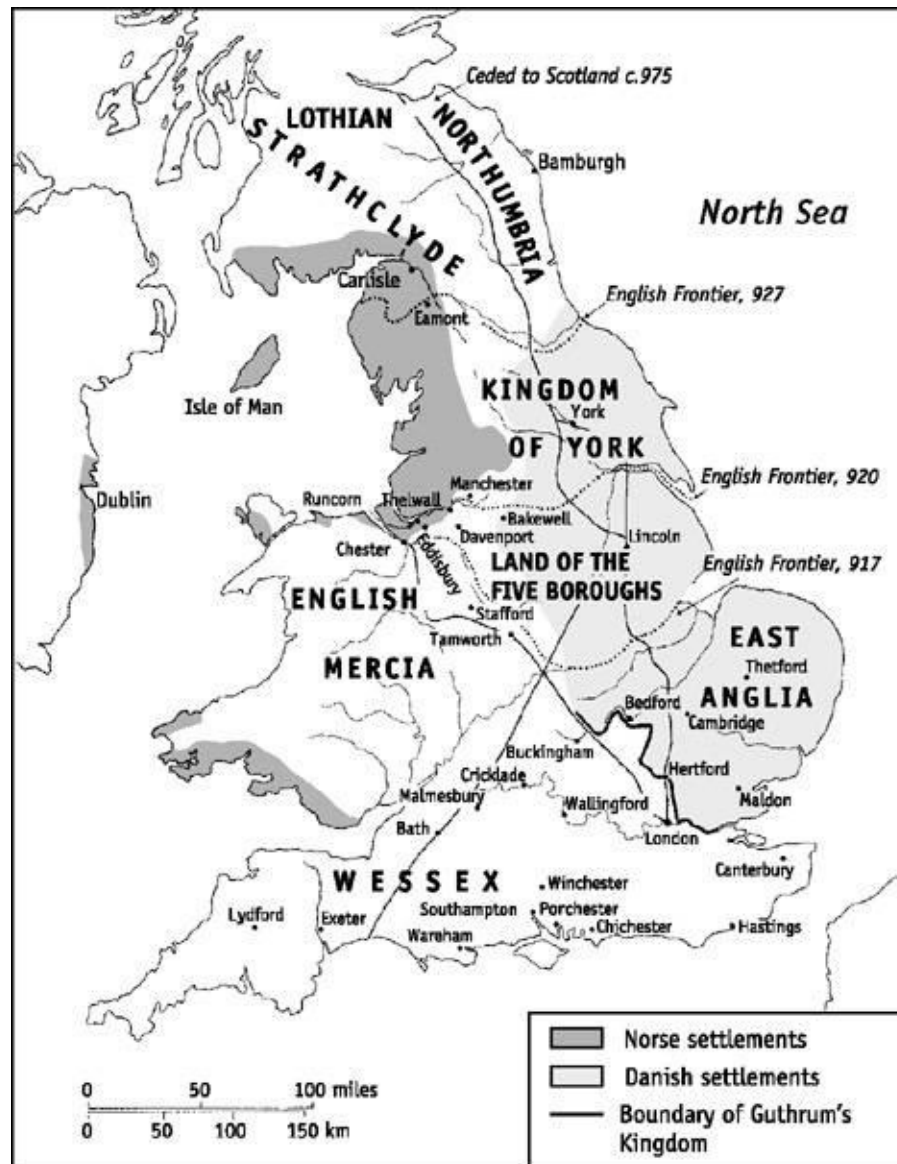 Ceded to Scotland c.975
LOTHIAN
NORTHUMBRIA
STRATHCLYDE
Bamburgh
North Sea
Carlisle
Eamont
English Frontier, 927
Isle of Man
KINGDOM
York
OF YORK
Dublin
Manchester
English Frontier, 920
Runcorn
Thelwall
Bakewell
Davenport
Lincoln
Chester
Eddisbury
LAND OF THE
FIVE BOROUGHS
English Frontier, 917
ENGLISH
Stafford
Tamworth
EAST
MERCIA
Thetford
ANGLIA
Bedford
Cambridge
Buckingham
Hertford
Cricklade
Malmesbury
Wallingford
Maldon
Bath
London
Canterbury
WESSEX
Winchester
Lydford
Exeter
Southampton
Porchester
Chichester
Hastings
Wareham
Norse settlements
Danish settlements
Boundary of Guthrum's
Kingdom
0 50 100 miles
0 50 100 150 km